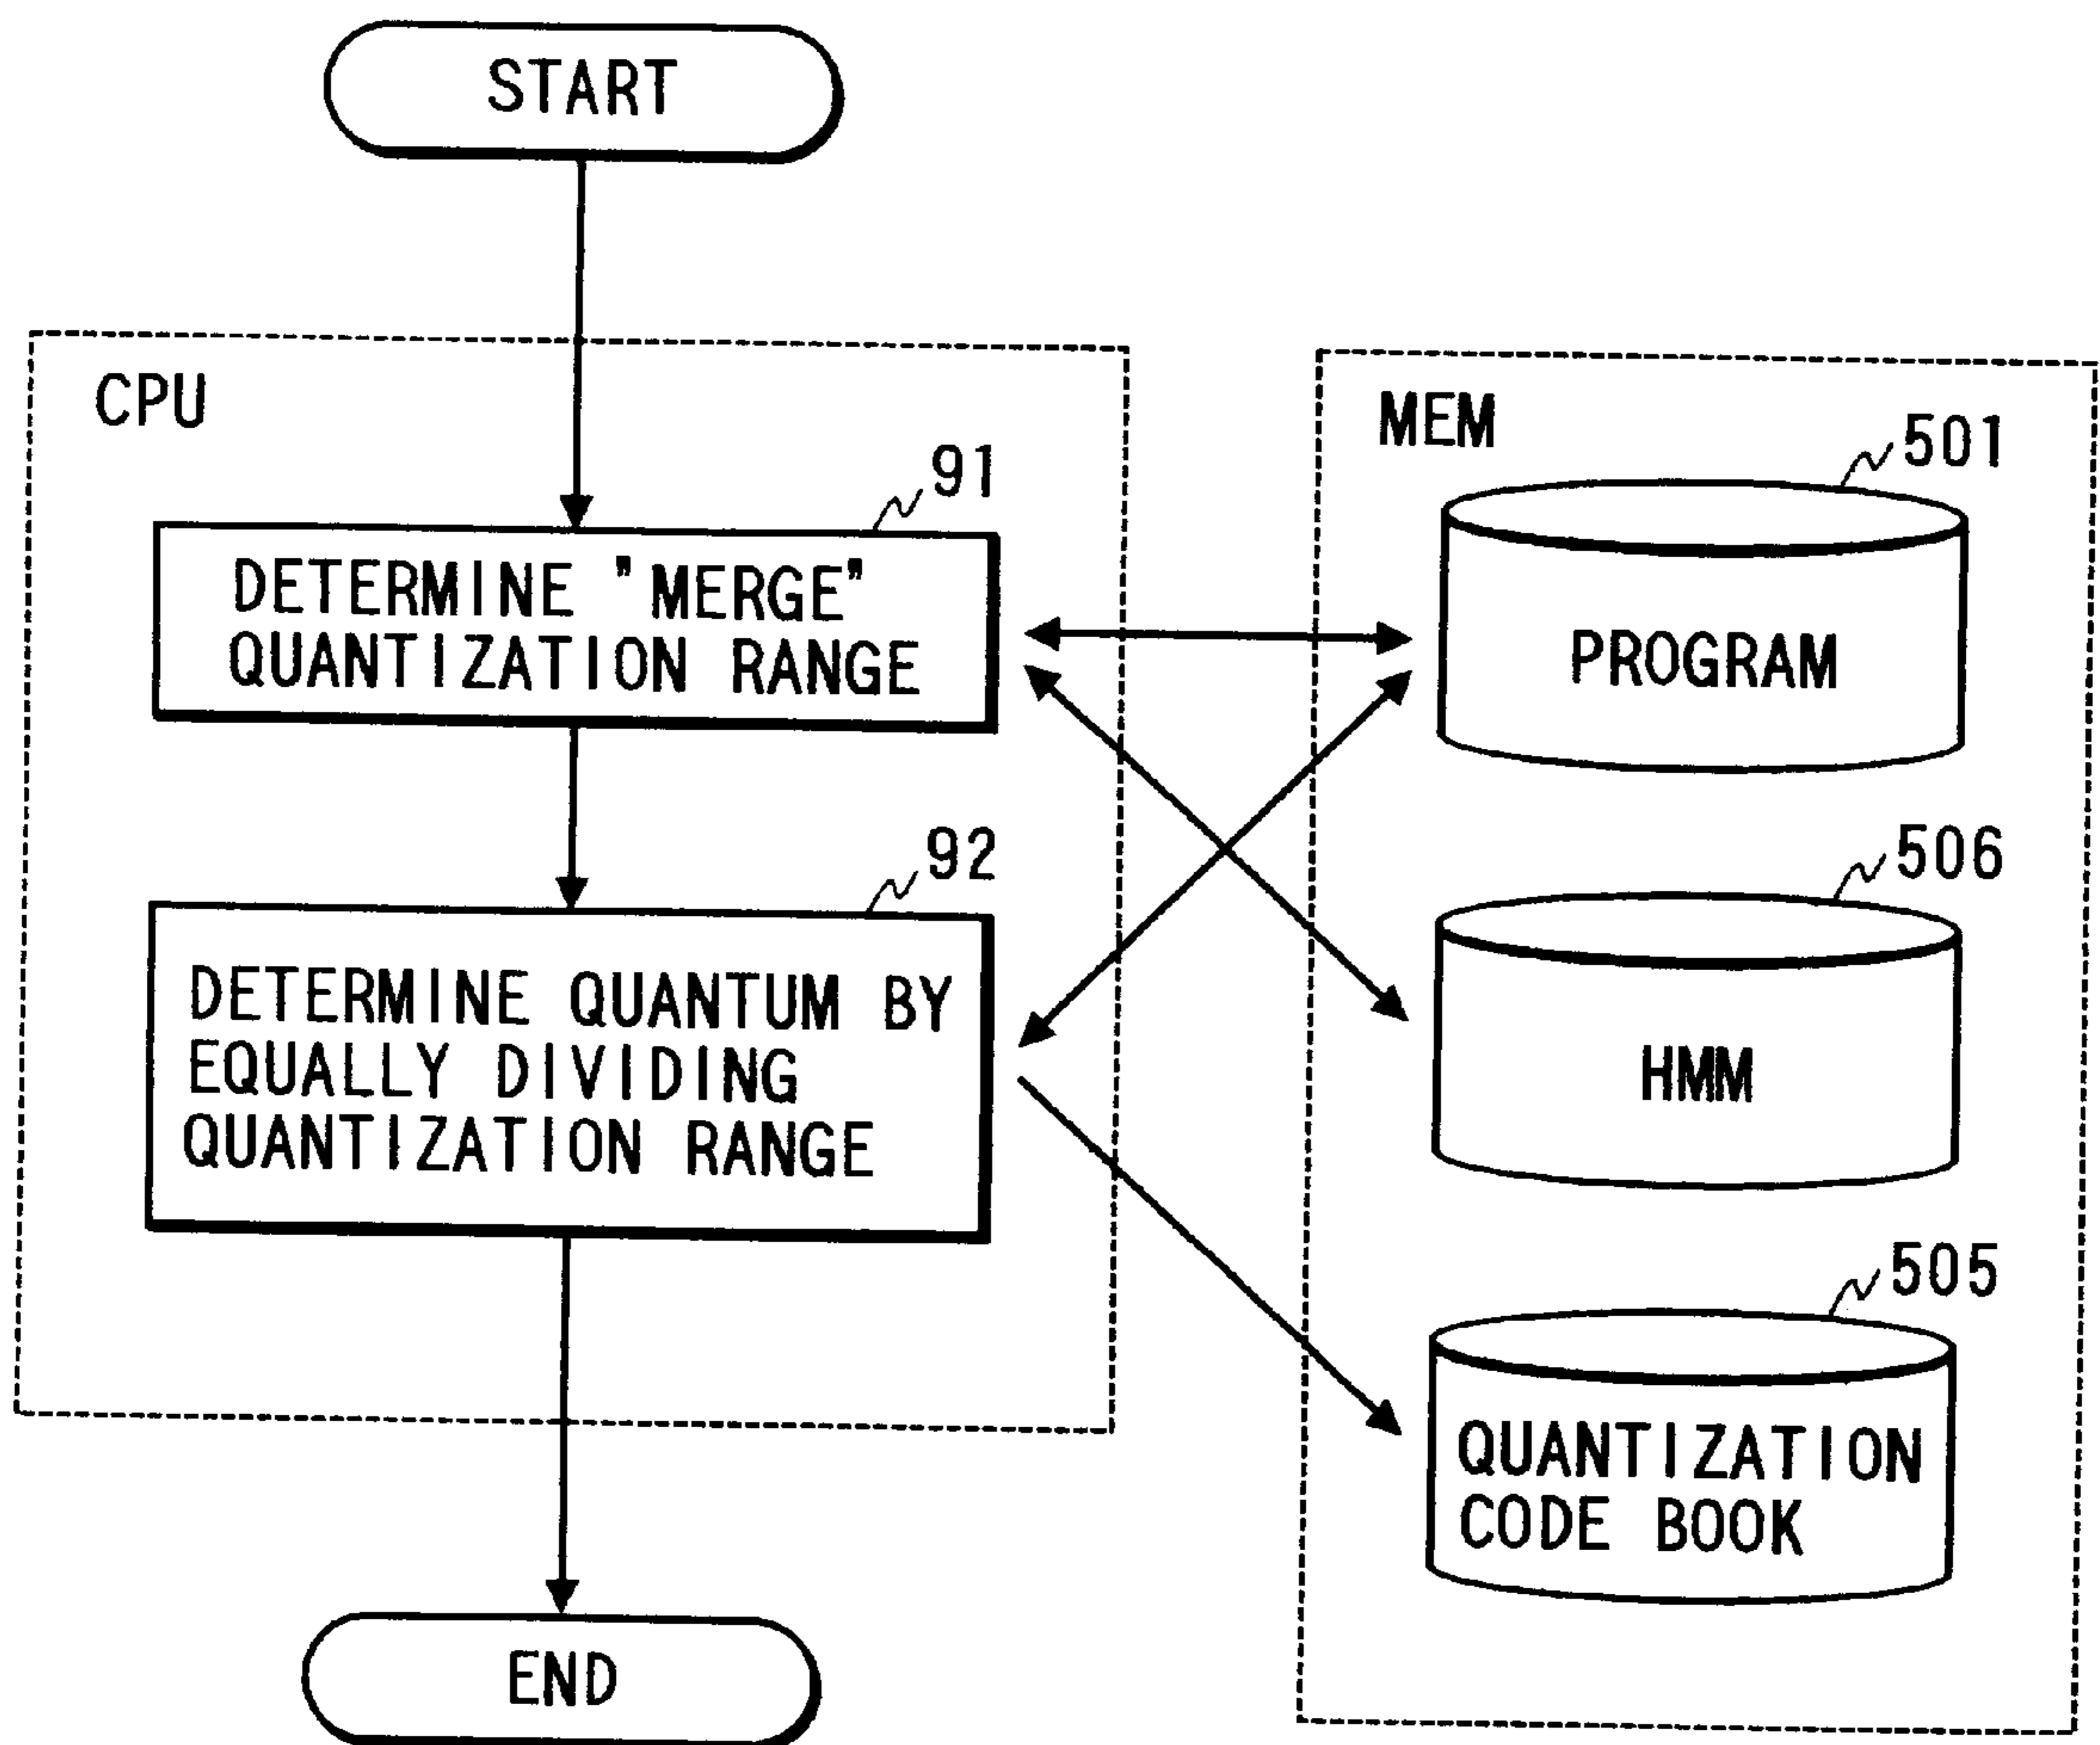 START
CPU
91
DETERMINE "MERGE"
QUANTIZATION RANGE
92
DETERMINE QUANTUM BY
EQUALLY DIVIDING
QUANTIZATION RANGE
END
MEM
501
PROGRAM
506
HMM
505
QUANTIZATION
CODE BOOK